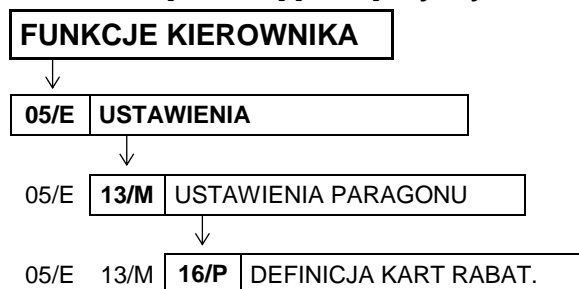 FUNKCJE KIEROWNIKA
05/E USTAWIENIA
05/E 13/M USTAWIENIA PARAGONU
05/E 13/M 16/P DEFINICJA KART RABAT.